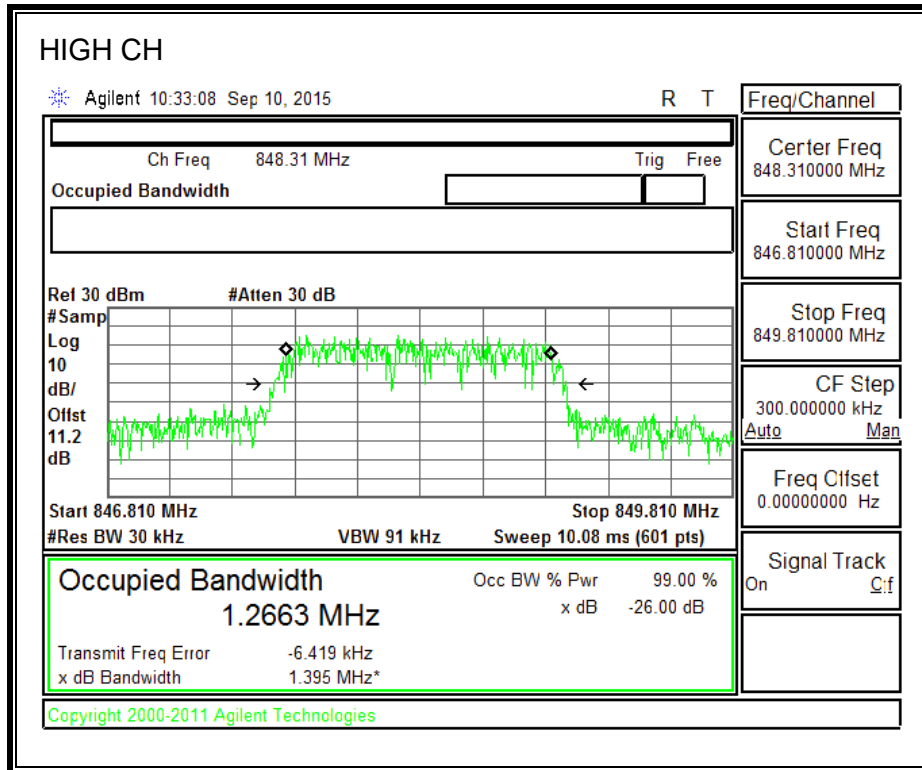 HIGH CH
Agilent 10:33:08 Sep 10, 2015 R T
Freq/Channel
Ch Freq 848.31 MHz Trig Free
Occupied Bandwidth
Center Freq
848.310000 MHz
Start Freq
846.810000 MHz
Stop Freq
849.810000 MHz
CF Step
300.000000 kHz
Auto Man
Freq Offset
0.00000000 Hz
Signal Track
On Off
Ref 30 dBm #Atten 30 dB
#Samp
Log
10
dB/
Offst
11.2
dB
Start 846.810 MHz Stop 849.810 MHz
#Res BW 30 kHz VBW 91 kHz Sweep 10.08 ms (601 pts)
Occupied Bandwidth Occ BW % Pwr 99.00 %
1.2663 MHz x dB -26.00 dB
Transmit Freq Error -6.419 kHz
x dB Bandwidth 1.395 MHz*
Copyright 2000-2011 Agilent Technologies